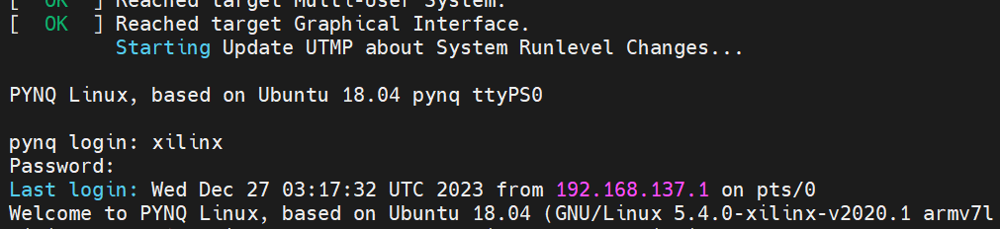 [  OK  ] Reached target Multi-User System.
[  OK  ] Reached target Graphical Interface.
         Starting Update UTMP about System Runlevel Changes...
PYNQ Linux, based on Ubuntu 18.04 pynq ttyPS0
pynq login: xilinx
Password:
Last login: Wed Dec 27 03:17:32 UTC 2023 from 192.168.137.1 on pts/0
Welcome to PYNQ Linux, based on Ubuntu 18.04 (GNU/Linux 5.4.0-xilinx-v2020.1 armv7l